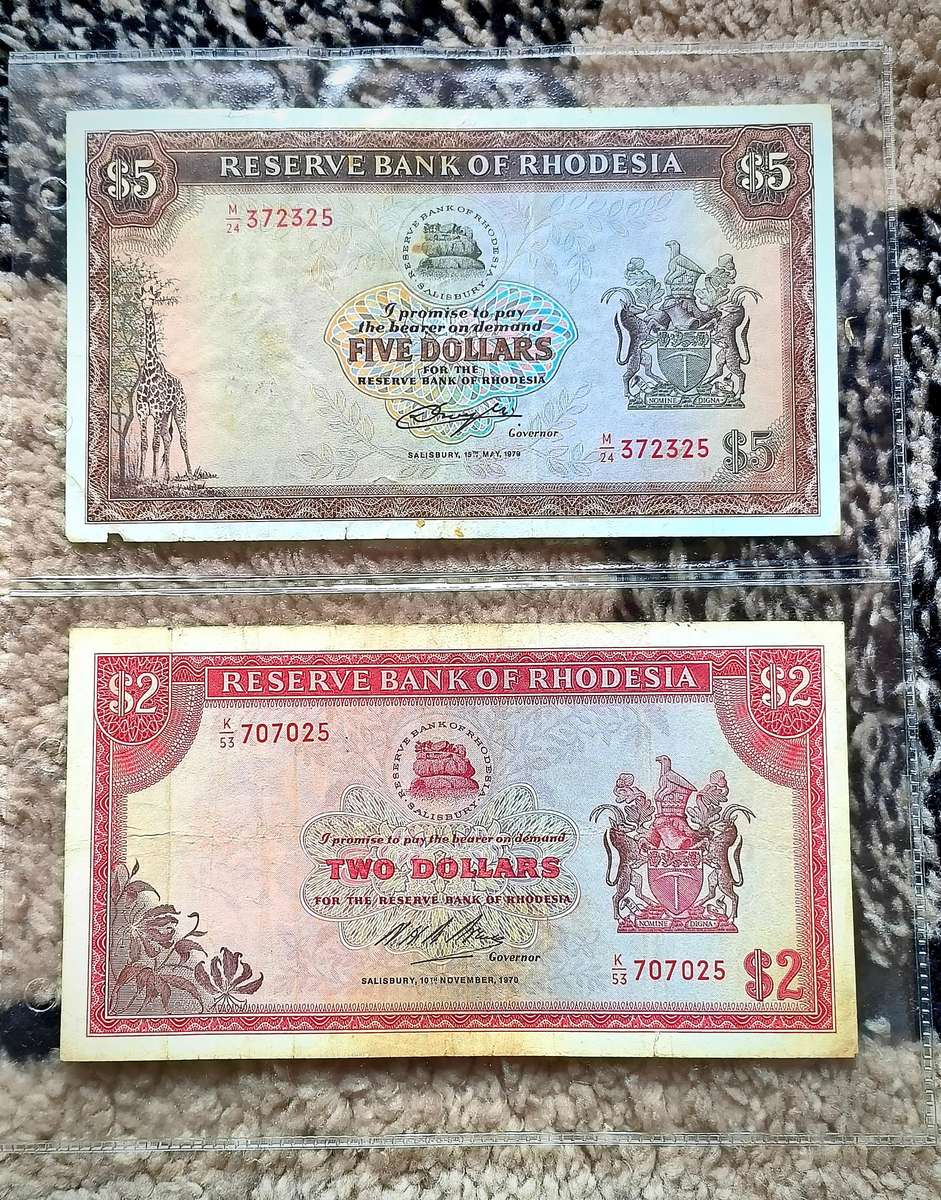 $5 RESERVE BANK OF RHODESIA $5
M/24 372325
RESERVE BANK OF RHODESIA
SALISBURY
I promise to pay
the bearer on demand
FIVE DOLLARS
FOR THE
RESERVE BANK OF RHODESIA
NOMINE DIGNA
Governor
M/24 372325 $5
SALISBURY, 15TH MAY, 1979
$2 RESERVE BANK OF RHODESIA $2
K/53 707025
RESERVE BANK OF RHODESIA
SALISBURY
I promise to pay the bearer on demand
TWO DOLLARS
FOR THE RESERVE BANK OF RHODESIA
NOMINE DIGNA
Governor
K/53 707025 $2
SALISBURY, 10TH NOVEMBER, 1970